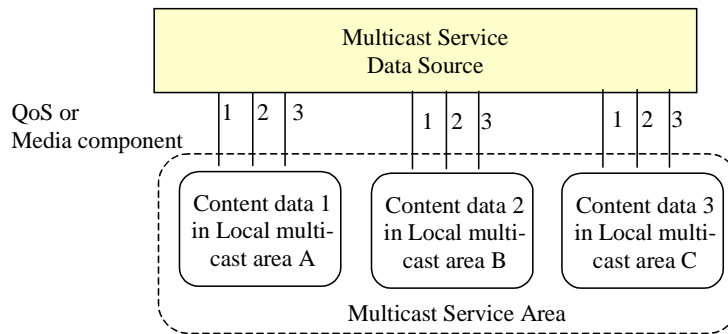 Multicast Service
Data Source
QoS or
Media component
1 2 3
1 2 3
1 2 3
Content data 1
in Local multi-
cast area A
Content data 2
in Local multi-
cast area B
Content data 3
in Local multi-
cast area C
Multicast Service Area